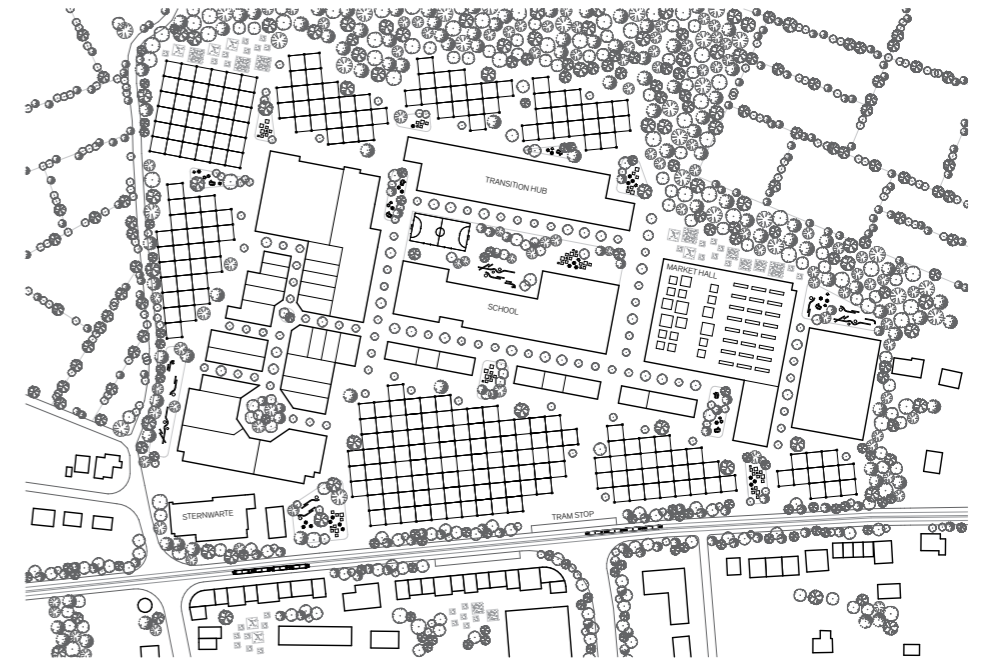 TRANSITION HUB
MARKET HALL
SCHOOL
STERNWARTE
TRAM STOP